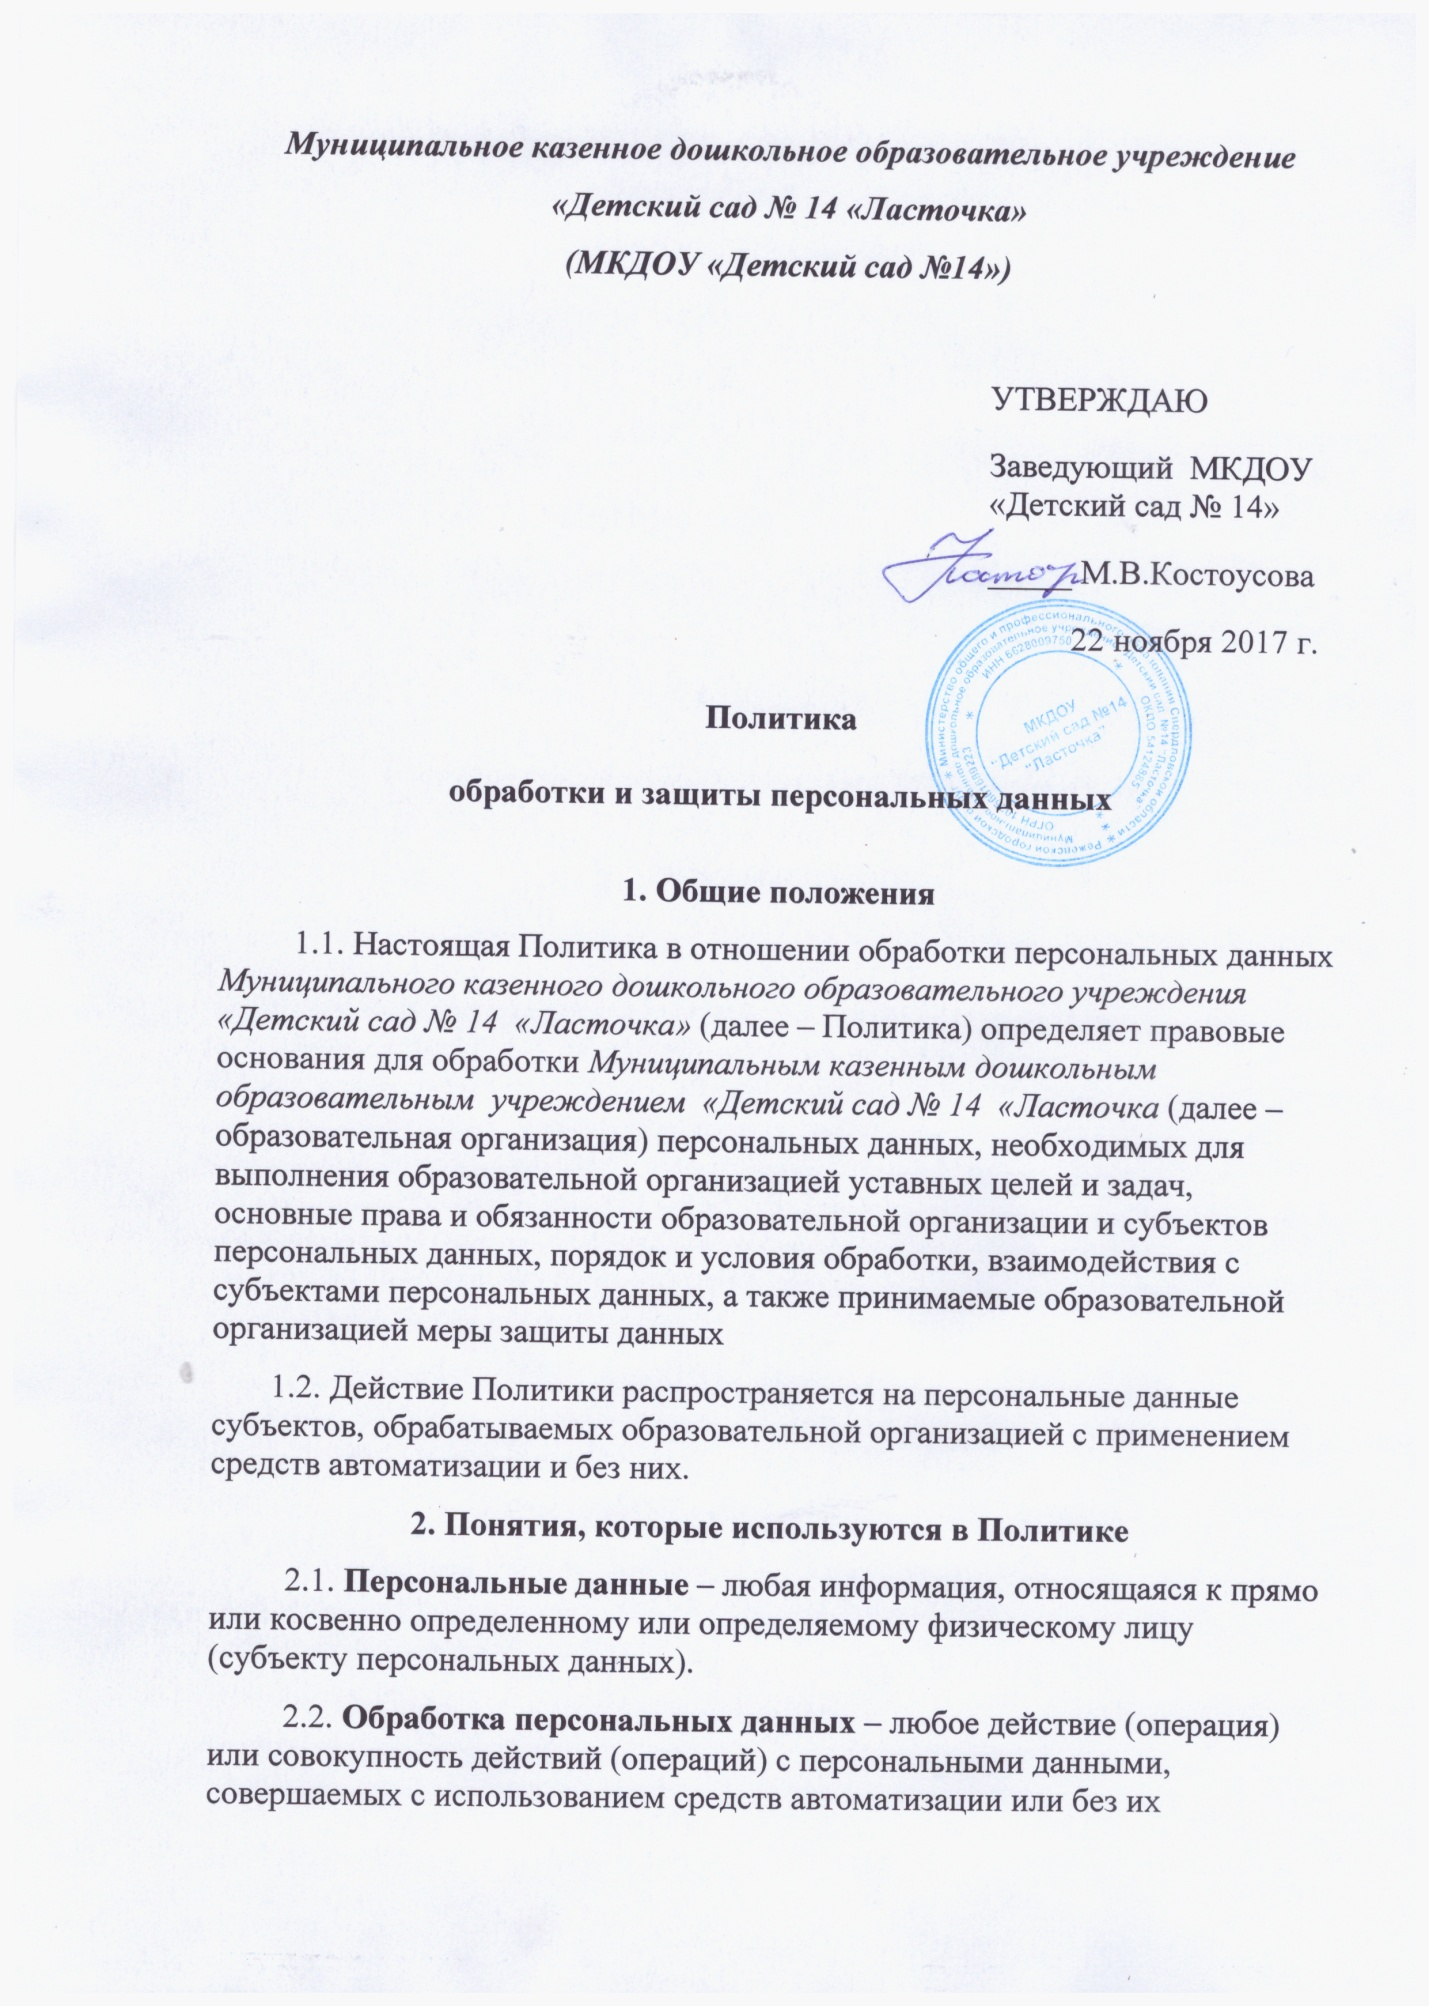 Муниципальное казенное дошкольное образовательное учреждение
«Детский сад № 14 «Ласточка»
(МКДОУ «Детский сад №14»)
УТВЕРЖДАЮ
Заведующий МКДОУ
«Детский сад № 14»
М.В.Костоусова
22 ноября 2017 г.
МКДОУ
"Детский сад №14
"Ласточка"
ИНН 6628009750
ОКПО 54124885
Политика
обработки и защиты персональных данных
1. Общие положения
1.1. Настоящая Политика в отношении обработки персональных данных
Муниципального казенного дошкольного образовательного учреждения
«Детский сад № 14 «Ласточка» (далее – Политика) определяет правовые
основания для обработки Муниципальным казенным дошкольным
образовательным учреждением «Детский сад № 14 «Ласточка (далее –
образовательная организация) персональных данных, необходимых для
выполнения образовательной организацией уставных целей и задач,
основные права и обязанности образовательной организации и субъектов
персональных данных, порядок и условия обработки, взаимодействия с
субъектами персональных данных, а также принимаемые образовательной
организацией меры защиты данных
1.2. Действие Политики распространяется на персональные данные
субъектов, обрабатываемых образовательной организацией с применением
средств автоматизации и без них.
2. Понятия, которые используются в Политике
2.1. Персональные данные – любая информация, относящаяся к прямо
или косвенно определенному или определяемому физическому лицу
(субъекту персональных данных).
2.2. Обработка персональных данных – любое действие (операция)
или совокупность действий (операций) с персональными данными,
совершаемых с использованием средств автоматизации или без их